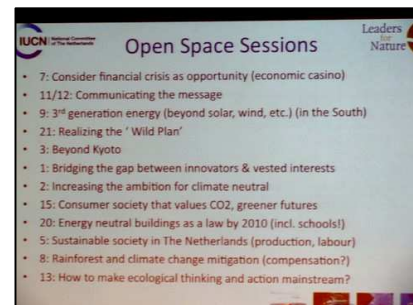 IUCN National Committee
of The Netherlands
Open Space Sessions
Leaders
for
Nature
• 7: Consider financial crisis as opportunity (economic casino)
• 11/12: Communicating the message
• 9: 3rd generation energy (beyond solar, wind, etc.) (in the South)
• 21: Realizing the ' Wild Plan'
• 3: Beyond Kyoto
• 1: Bridging the gap between innovators & vested interests
• 2: Increasing the ambition for climate neutral
• 15: Consumer society that values CO2, greener futures
• 20: Energy neutral buildings as a law by 2010 (incl. schools!)
• 5: Sustainable society in The Netherlands (production, labour)
• 8: Rainforest and climate change mitigation (compensation?)
• 13: How to make ecological thinking and action mainstream?